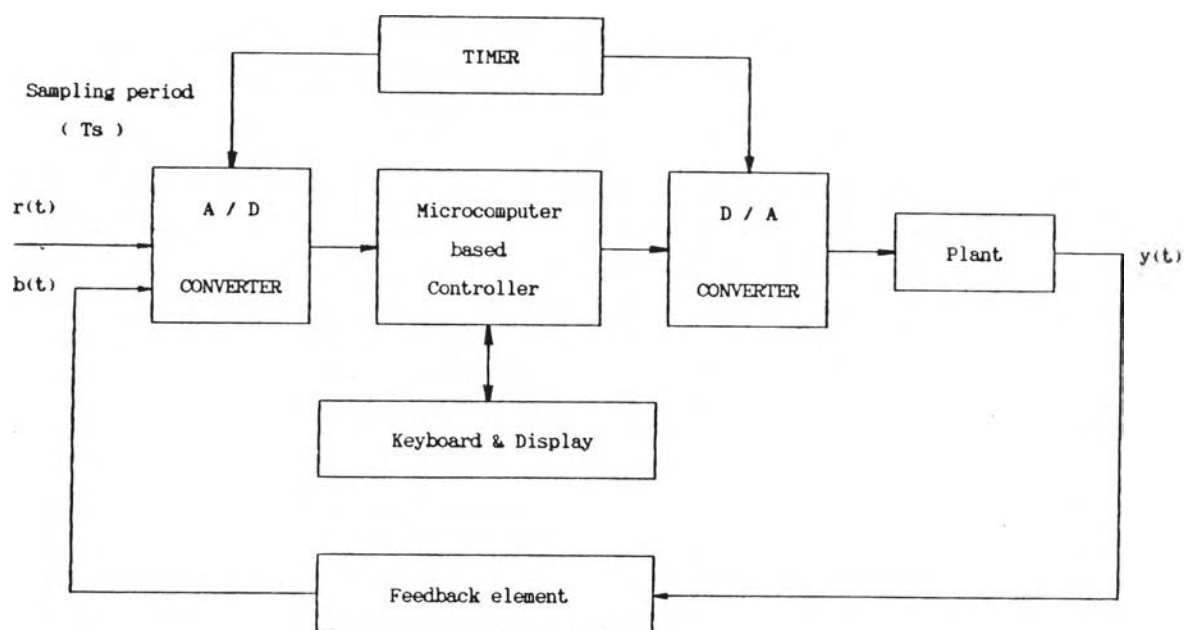 TIMER
Sampling period
( Ts )
r(t)
b(t)
A / D
CONVERTER
Microcomputer
based
Controller
D / A
CONVERTER
Plant
y(t)
Keyboard & Display
Feedback element